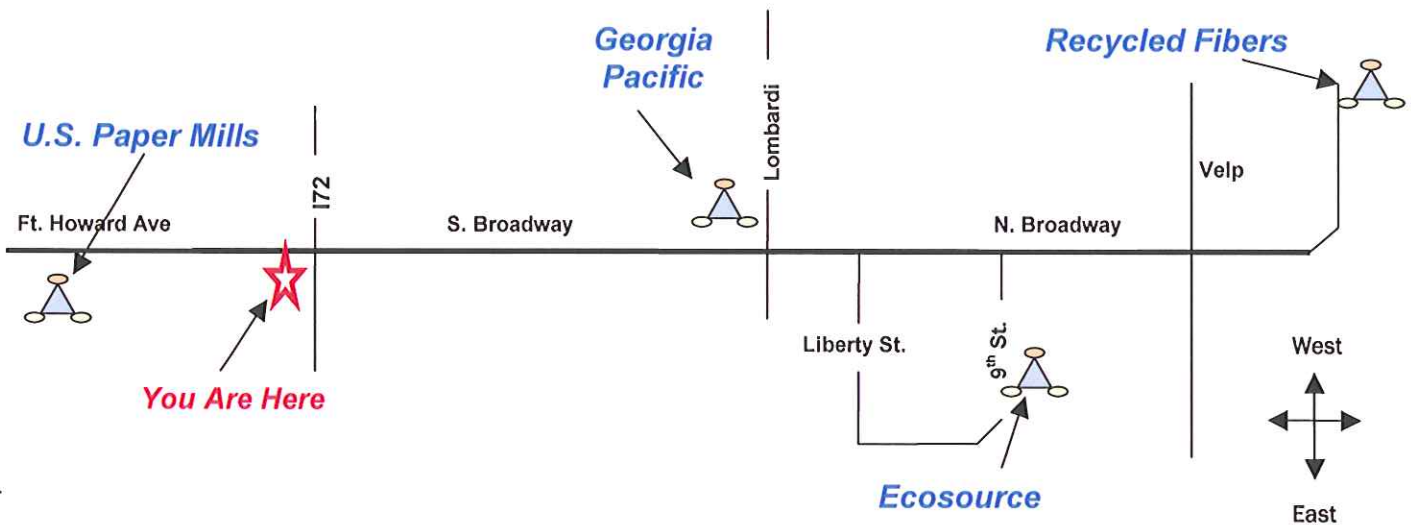 Georgia
Pacific
Recycled Fibers
U.S. Paper Mills
Lombardi
I72
Velp
Ft. Howard Ave
S. Broadway
N. Broadway
Liberty St.
9th St.
West
You Are Here
Ecosource
East